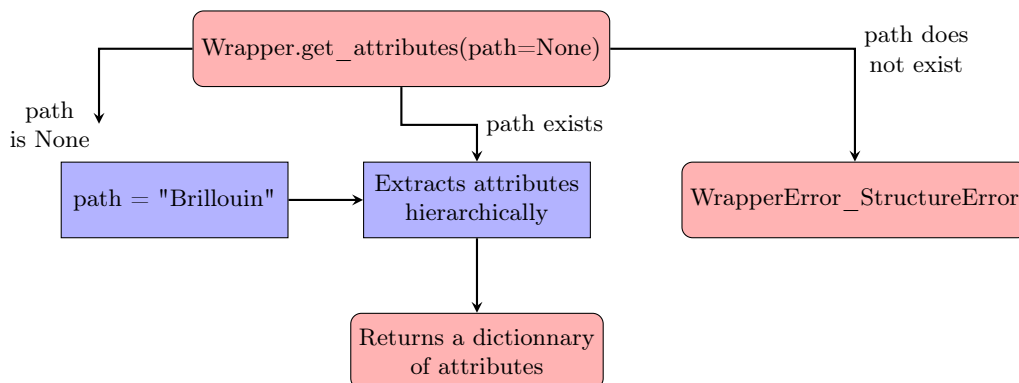 Wrapper.get_attributes(path=None)
path does
not exist
path
is None
path exists
path = "Brillouin"
Extracts attributes
hierarchically
WrapperError_StructureError
Returns a dictionnary
of attributes